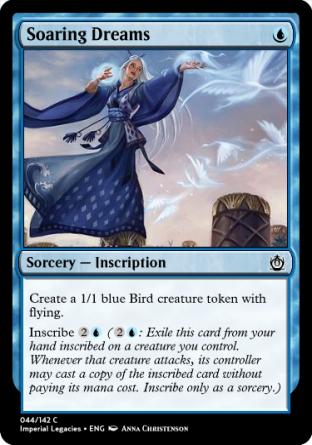 Soaring Dreams
Sorcery — Inscription
Create a 1/1 blue Bird creature token with
flying.
Inscribe 2 ( 2 : Exile this card from your
hand inscribed on a creature you control.
Whenever that creature attacks, its controller
may cast a copy of the inscribed card without
paying its mana cost. Inscribe only as a sorcery.)
044/142 C
Imperial Legacies • ENG Anna Christenson